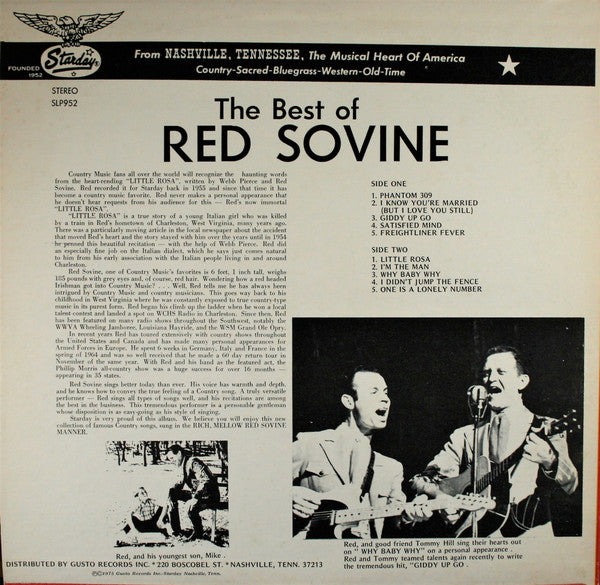 FOUNDED
1952
Starday
From NASHVILLE, TENNESSEE, The Musical Heart Of America
Country-Sacred-Bluegrass-Western-Old-Time
STEREO
SLP952
The Best of
RED SOVINE
Country Music fans all over the world will recognize the haunting words
from the heart-rending "LITTLE ROSA", written by Webb Pierce and Red
Sovine. Red recorded it for Starday back in 1955 and since that time it has
become a country music favorite. Red never makes a personal appearance that
he doesn't hear requests from his audience for this — Red's now immortal
"LITTLE ROSA".
"LITTLE ROSA" is a true story of a young Italian girl who was killed
by a train in Red's hometown of Charleston, West Virginia, many years ago.
There was a particularly moving article in the local newspaper about the accident
that moved Red's heart and the story stayed with him over the years until in 1954
he penned this beautiful recitation — with the help of Webb Pierce. Red did
an especially fine job on the Italian dialect, which he says just comes natural
to him from his early association with the Italian people living in and around
Charleston.
Red Sovine, one of Country Music's favorites is 6 feet, 1 inch tall, weighs
185 pounds with grey eyes and, of course, red hair. Wondering how a red headed
Irishman got into Country Music? . . . Well, Red tells me he has always been
intrigued by Country Music and country musicians. This goes way back to his
childhood in West Virginia where he was constantly exposed to true country-type
music in its purest form. Red began his climb up the ladder when he won a local
talent-contest and landed a spot on WCHS Radio in Charleston. Since then, Red
has been featured on many radio shows throughout the Southwest, notably the
WWVA Wheeling Jamboree, Louisiana Hayride, and the WSM Grand Ole Opry.
In recent years Red has toured extensively with country shows throughout
the United States and Canada and has made many personal appearances for
Armed Forces in Europe. He spent 6 weeks in Germany, Italy and France in the
spring of 1964 and was so well received that he made a 60 day return tour in
November of the same year. With Red and his band as the featured act, the
Phillip Morris all-country show was a huge success for over 16 months —
appearing in 35 states.
Red Sovine sings better today than ever. His voice has warmth and depth,
and he knows how to convey the true feeling of a Country song. A truly versatile
performer — Red sings all types of songs well, and his recitations are among
the best in the business. This tremendous performer is a personable gentleman
whose disposition is as easy-going as his style of singing.
Starday is very proud of this album. We believe you will enjoy this new
collection of famous Country songs, sung in the RICH, MELLOW RED SOVINE
MANNER.
SIDE ONE
1. PHANTOM 309
2. I KNOW YOU'RE MARRIED
(BUT I LOVE YOU STILL)
3. GIDDY UP GO
4. SATISFIED MIND
5. FREIGHTLINER FEVER
SIDE TWO
1. LITTLE ROSA
2. I'M THE MAN
3. WHY BABY WHY
4. I DIDN'T JUMP THE FENCE
5. ONE IS A LONELY NUMBER
Red, and his youngest son, Mike .
Red, and good friend Tommy Hill sing their hearts out
on " WHY BABY WHY" on a personal appearance .
Red and Tommy teamed talents again recently to write
the tremendous hit, "GIDDY UP GO
DISTRIBUTED BY GUSTO RECORDS INC. * 220 BOSCOBEL ST. * NASHVILLE, TENN. 37213
©1975 Gusto Records Inc-Starday Nashville, Tenn.